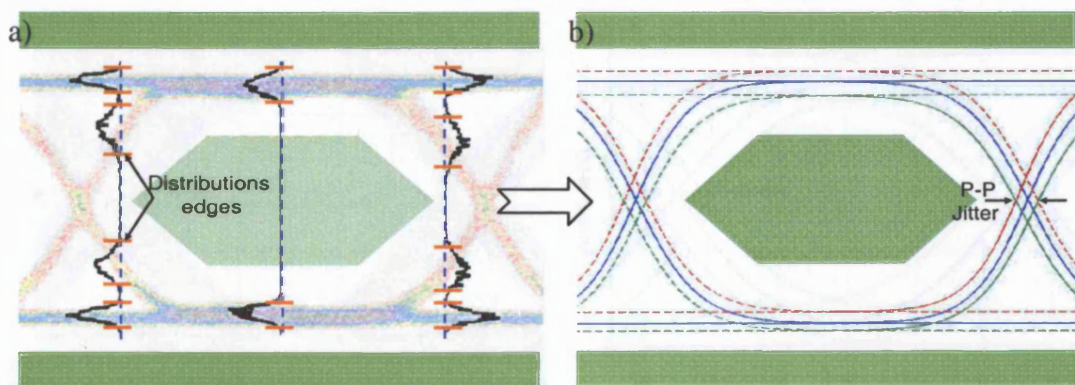 a)
b)
Distributions
edges
P-P
Jitter